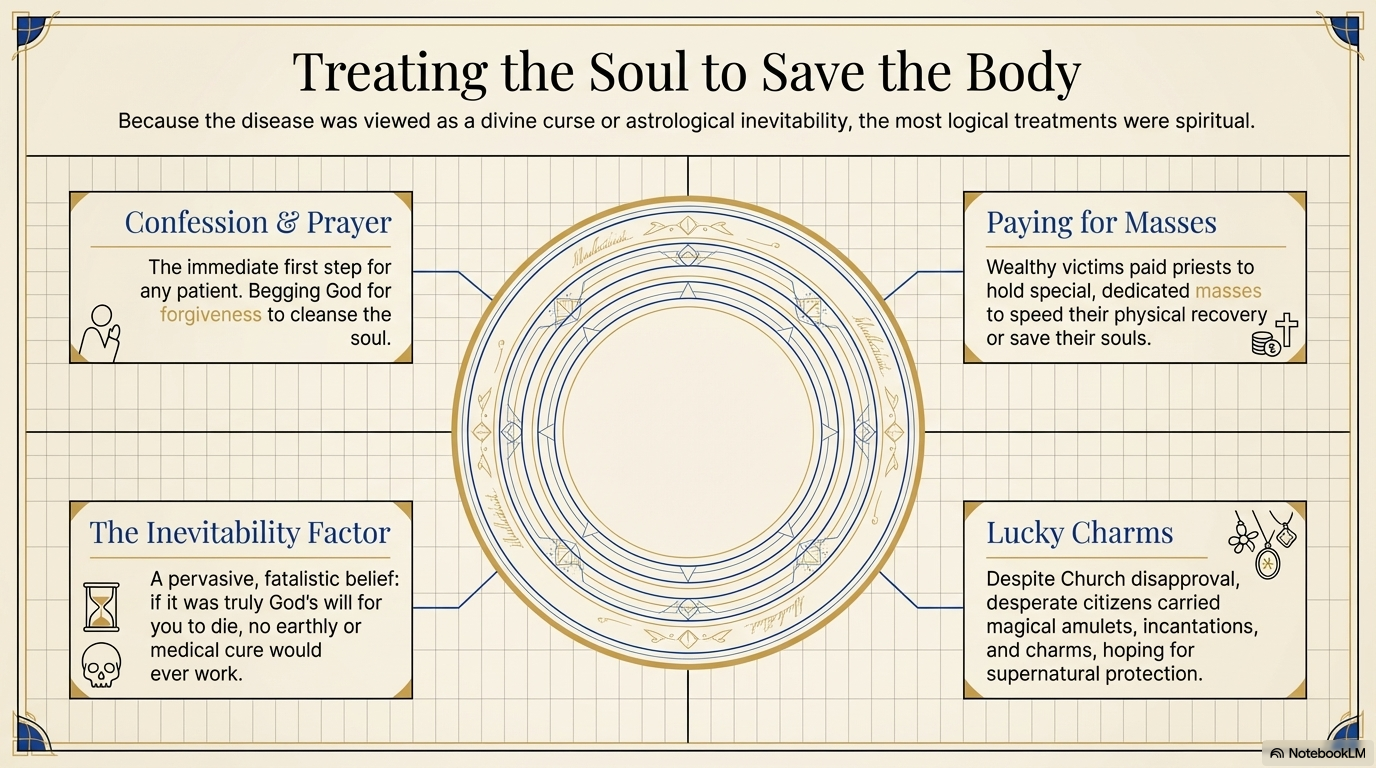 Treating the Soul to Save the Body
Because the disease was viewed as a divine curse or astrological inevitability, the most logical treatments were spiritual.
Confession & Prayer
The immediate first step for
any patient. Begging God for
forgiveness to cleanse the
soul.
Paying for Masses
Wealthy victims paid priests to
hold special, dedicated masses
to speed their physical recovery
or save their souls.
The Inevitability Factor
A pervasive, fatalistic belief:
if it was truly God's will for
you to die, no earthly or
medical cure would
ever work.
Lucky Charms
Despite Church disapproval,
desperate citizens carried
magical amulets, incantations,
and charms, hoping for
supernatural protection.
NotebookLM